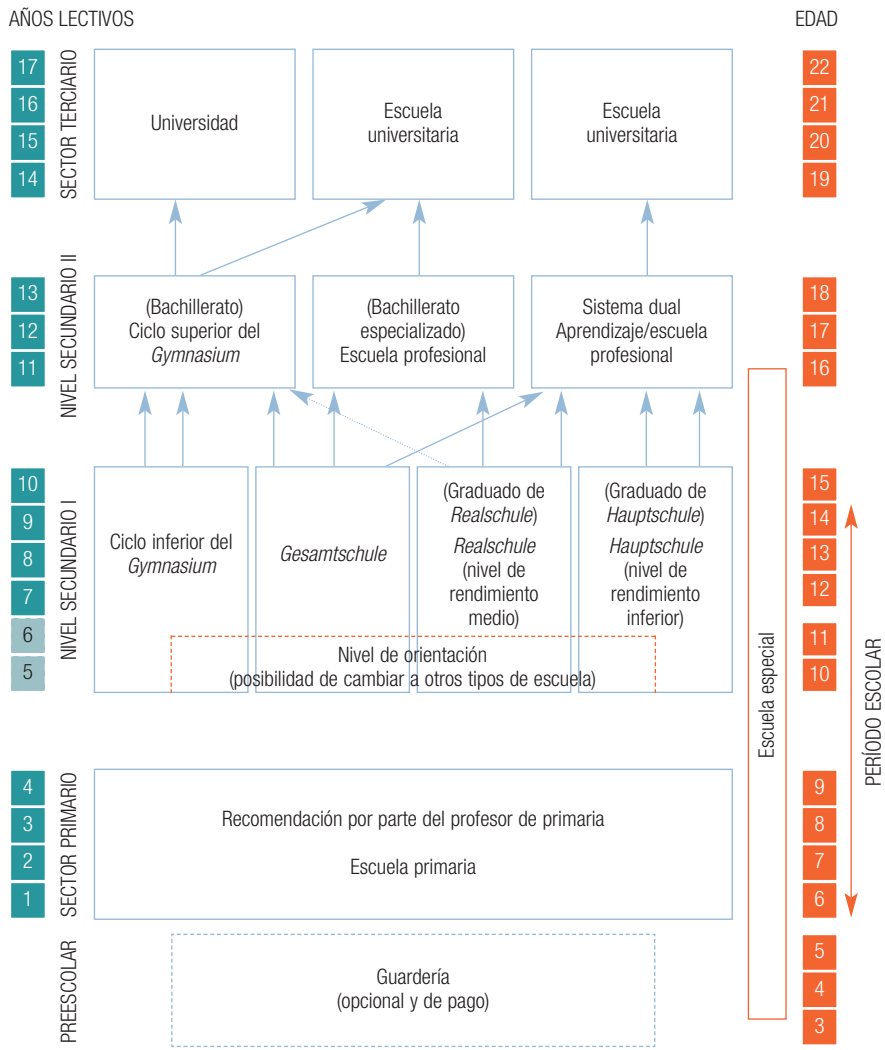 AÑOS LECTIVOS
EDAD
17
16
15
14
SECTOR TERCIARIO
Universidad
Escuela
universitaria
Escuela
universitaria
22
21
20
19
13
12
11
NIVEL SECUNDARIO II
(Bachillerato)
Ciclo superior del
Gymnasium
(Bachillerato
especializado)
Escuela profesional
Sistema dual
Aprendizaje/escuela
profesional
18
17
16
10
9
8
7
6
5
NIVEL SECUNDARIO I
Ciclo inferior del
Gymnasium
Gesamtschule
(Graduado de
Realschule)
Realschule
(nivel de
rendimiento
medio)
(Graduado de
Hauptschule)
Hauptschule
(nivel de
rendimiento
inferior)
Nivel de orientación
(posibilidad de cambiar a otros tipos de escuela)
15
14
13
12
11
10
Escuela especial
PERÍODO ESCOLAR
4
3
2
1
SECTOR PRIMARIO
Recomendación por parte del profesor de primaria
Escuela primaria
9
8
7
6
PREESCOLAR
Guardería
(opcional y de pago)
5
4
3